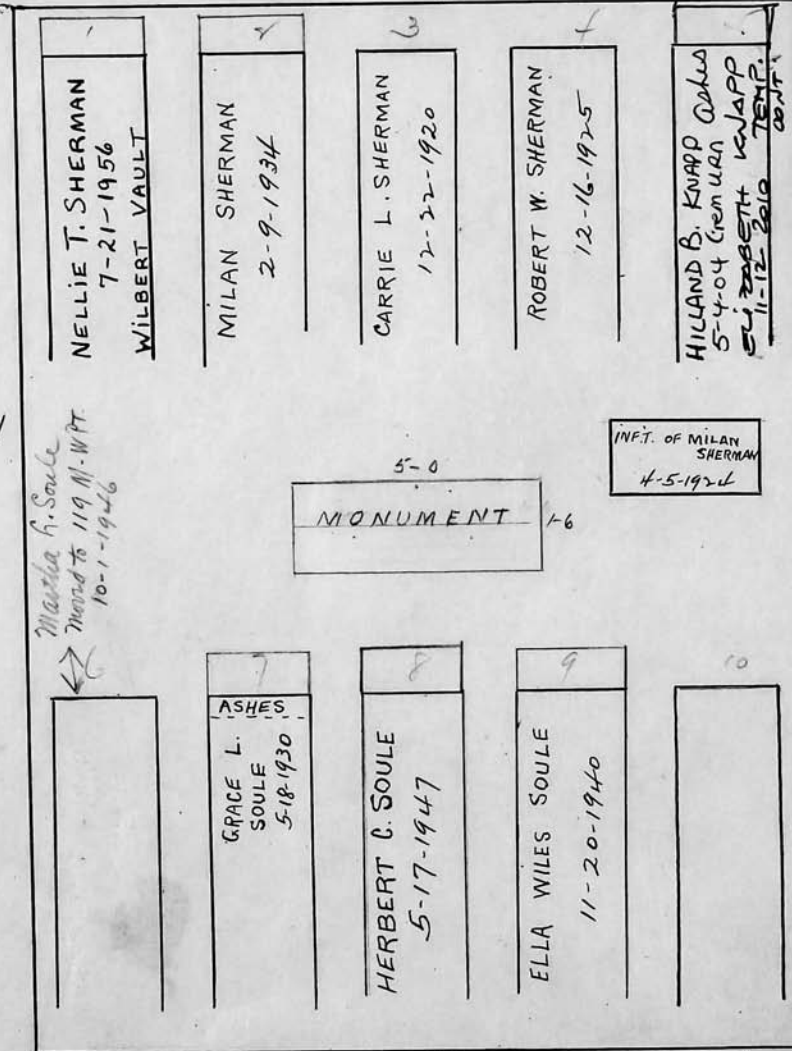 1
NELLIE T. SHERMAN
7-21-1956
WILBERT VAULT
2
MILAN SHERMAN
2-9-1934
3
CARRIE L. SHERMAN
12-22-1920
4
ROBERT W. SHERMAN
12-16-1925
HILLAND B. KNAPP Ashes
5-4-04 Crem URN
ELIZABETH KNAPP
11-12 2010 TEMP.
CONT.
Martha L. Soule
Moved to 119 M-WPT.
10-1-1946
5-0
MONUMENT 1-6
INFT. OF MILAN
SHERMAN
4-5-1924
7
ASHES
GRACE L.
SOULE
5-18-1930
8
HERBERT C. SOULE
5-17-1947
9
ELLA WILES SOULE
11-20-1940
10